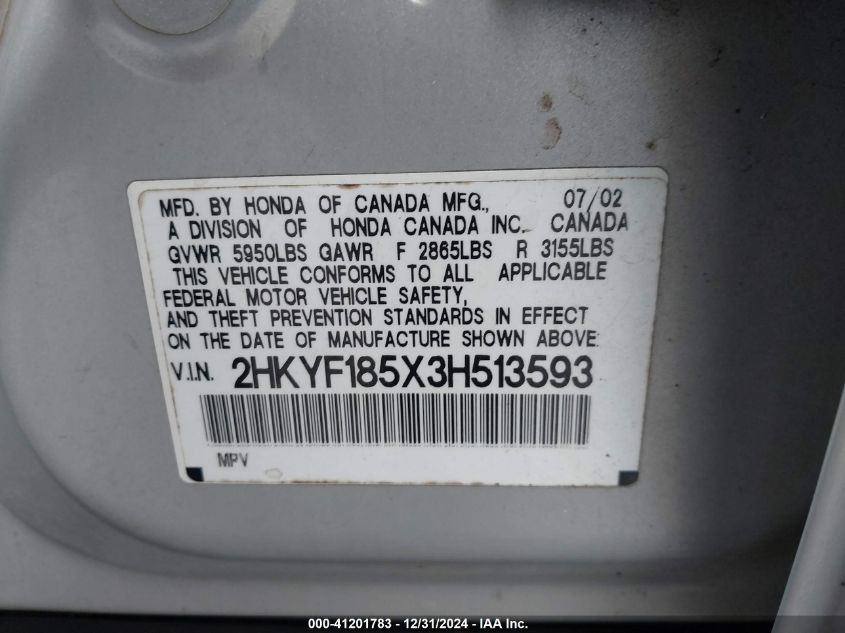 MFD. BY HONDA OF CANADA MFG., 07/02
A DIVISION OF HONDA CANADA INC. CANADA
GVWR 5950LBS GAWR F 2865LBS R 3155LBS
THIS VEHICLE CONFORMS TO ALL APPLICABLE
FEDERAL MOTOR VEHICLE SAFETY,
AND THEFT PREVENTION STANDARDS IN EFFECT
ON THE DATE OF MANUFACTURE SHOWN ABOVE:
V.I.N. 2HKYF185X3H513593
MPV
000-41201783 - 12/31/2024 - IAA Inc.